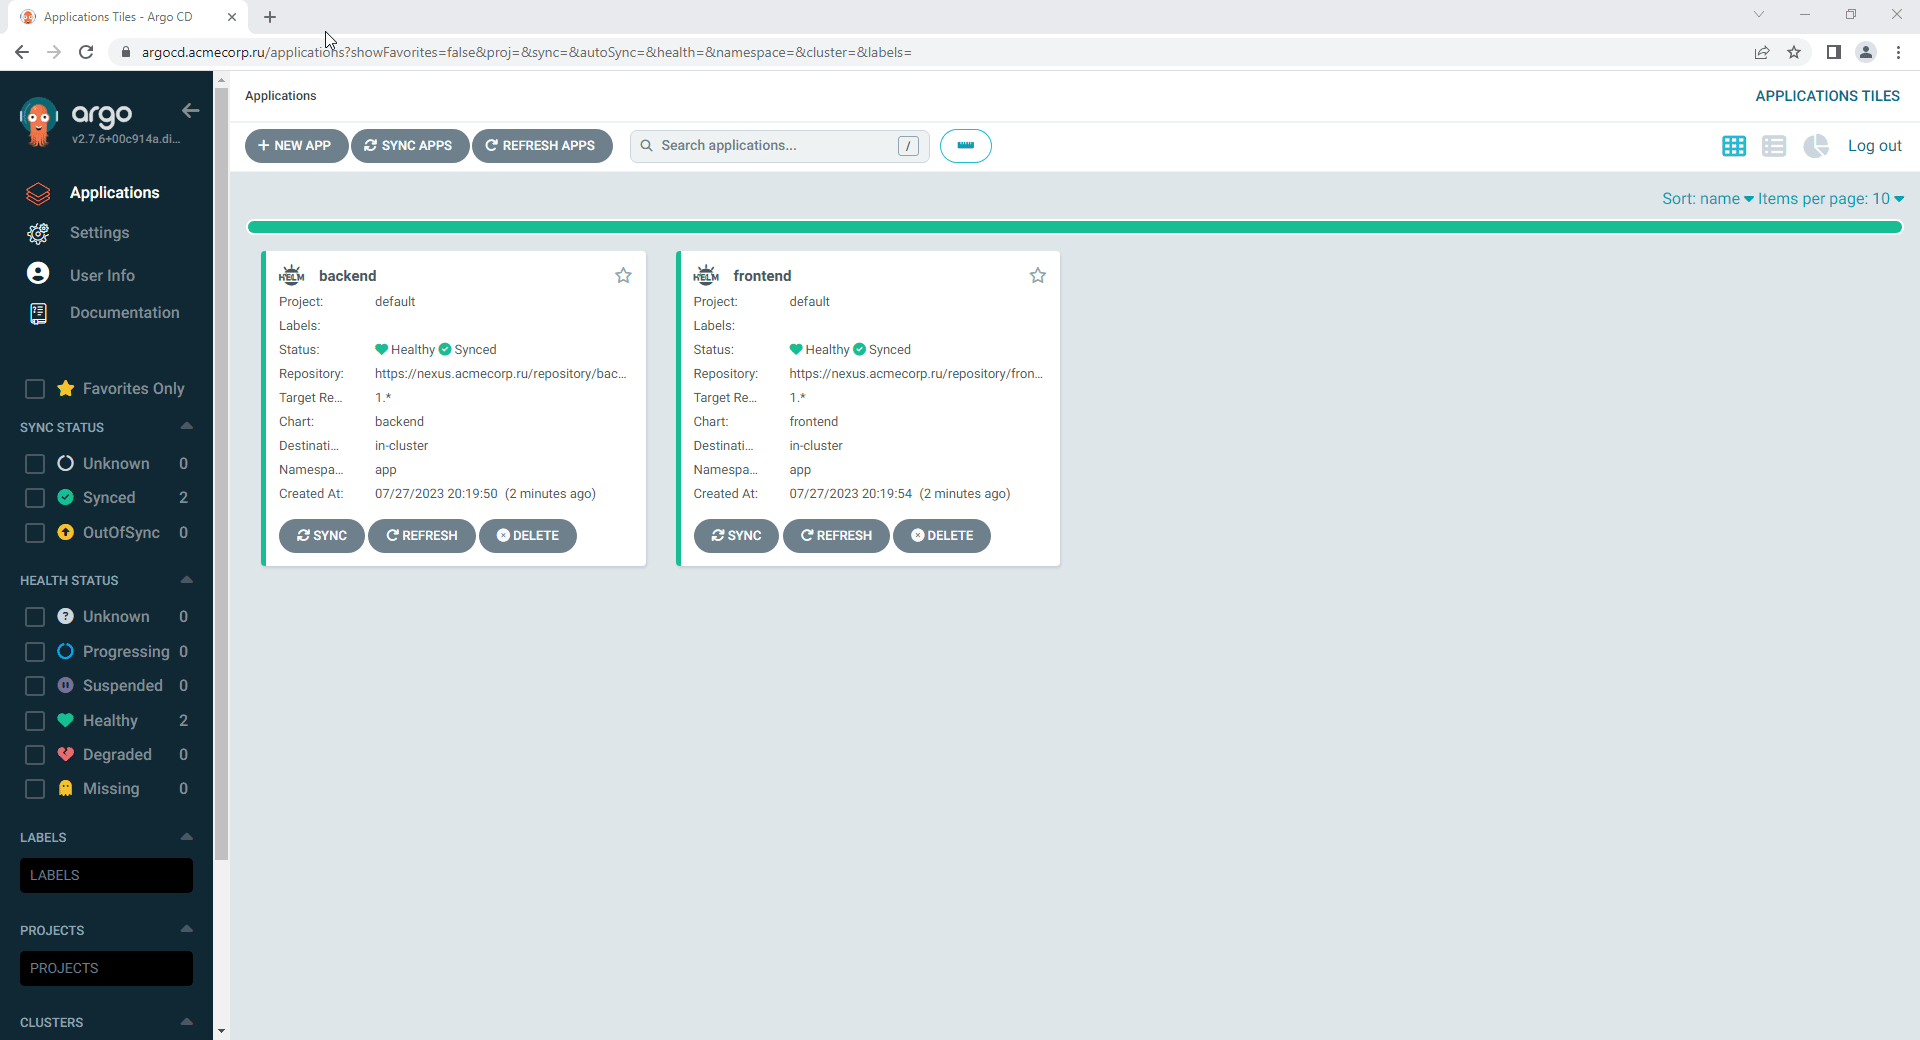 Applications Tiles - Argo CD
argocd.acmecorp.ru/applications?showFavorites=false&proj=&sync=&autoSync=&health=&namespace=&cluster=&labels=
argo
v2.7.6+00c914a.di...
Applications
Settings
User Info
Documentation
Favorites Only
SYNC STATUS
Unknown 0
Synced 2
OutOfSync 0
HEALTH STATUS
Unknown 0
Progressing 0
Suspended 0
Healthy 2
Degraded 0
Missing 0
LABELS
LABELS
PROJECTS
PROJECTS
CLUSTERS
Applications
APPLICATIONS TILES
+ NEW APP SYNC APPS REFRESH APPS Search applications... / Log out
Sort: name Items per page: 10
HELM backend
Project: default
Labels:
Status: Healthy Synced
Repository: https://nexus.acmecorp.ru/repository/bac...
Target Re... 1.*
Chart: backend
Destinati... in-cluster
Namespa... app
Created At: 07/27/2023 20:19:50 (2 minutes ago)
SYNC REFRESH DELETE
HELM frontend
Project: default
Labels:
Status: Healthy Synced
Repository: https://nexus.acmecorp.ru/repository/fron...
Target Re... 1.*
Chart: frontend
Destinati... in-cluster
Namespa... app
Created At: 07/27/2023 20:19:54 (2 minutes ago)
SYNC REFRESH DELETE